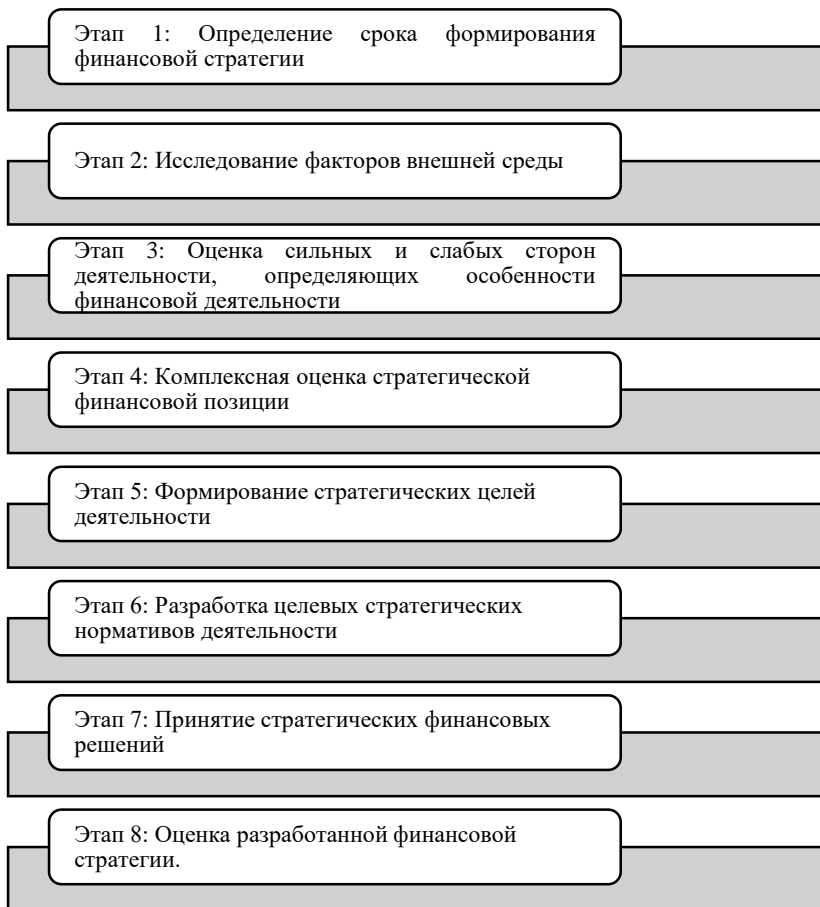 Этап 1: Определение срока формирования
финансовой стратегии
Этап 2: Исследование факторов внешней среды
Этап 3: Оценка сильных и слабых сторон
деятельности, определяющих особенности
финансовой деятельности
Этап 4: Комплексная оценка стратегической
финансовой позиции
Этап 5: Формирование стратегических целей
деятельности
Этап 6: Разработка целевых стратегических
нормативов деятельности
Этап 7: Принятие стратегических финансовых
решений
Этап 8: Оценка разработанной финансовой
стратегии.